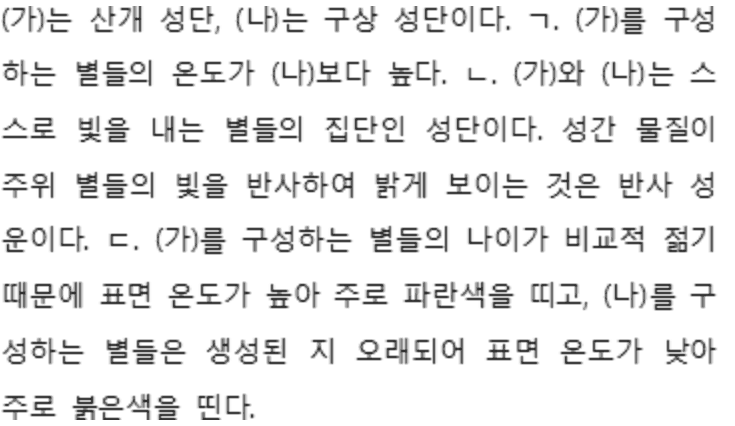 (가)는 산개 성단, (나)는 구상 성단이다. ㄱ. (가)를 구성
하는 별들의 온도가 (나)보다 높다. ㄴ. (가)와 (나)는 스
스로 빛을 내는 별들의 집단인 성단이다. 성간 물질이
주위 별들의 빛을 반사하여 밝게 보이는 것은 반사 성
운이다. ㄷ. (가)를 구성하는 별들의 나이가 비교적 젊기
때문에 표면 온도가 높아 주로 파란색을 띠고, (나)를 구
성하는 별들은 생성된 지 오래되어 표면 온도가 낮아
주로 붉은색을 띤다.